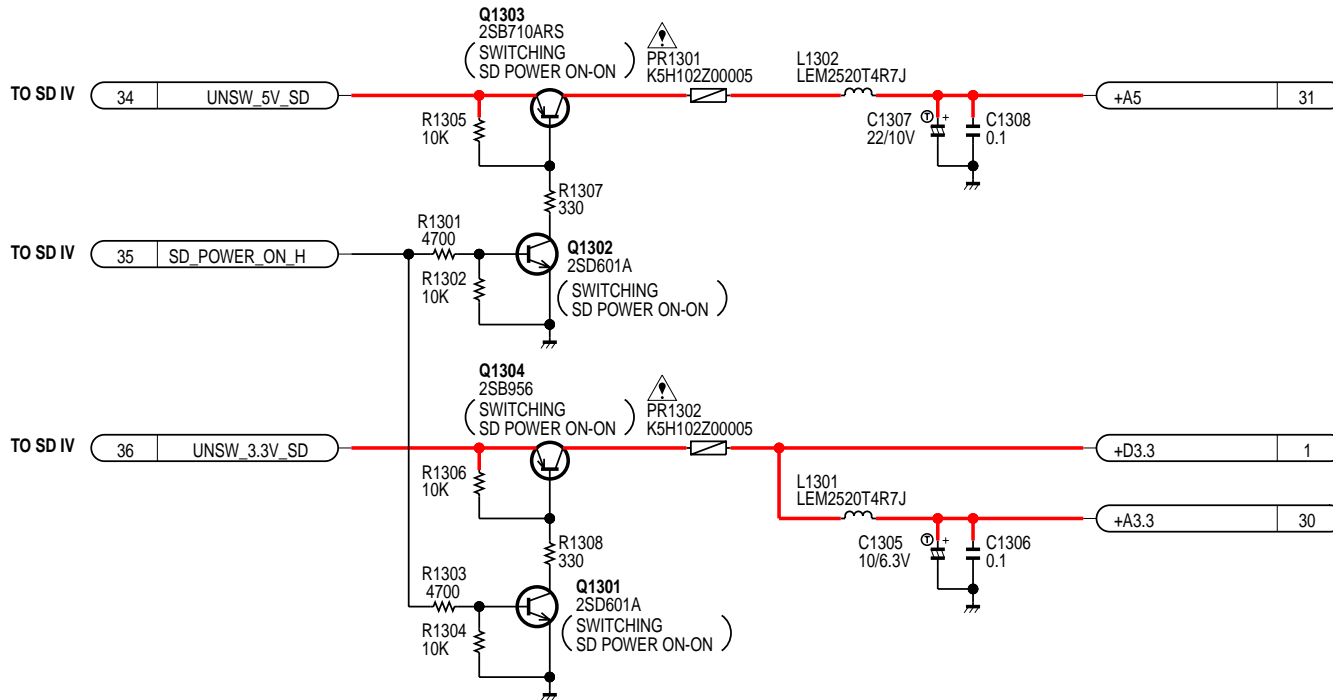 Q1303
2SB710ARS
SWITCHING
SD POWER ON-ON
PR1301
K5H102Z00005
L1302
LEM2520T4R7J
TO SD IV
34 UNSW_5V_SD
+A5 31
R1305
10K
C1307
22/10V
T
+
C1308
0.1
R1307
330
R1301
4700
TO SD IV
35 SD_POWER_ON_H
Q1302
2SD601A
SWITCHING
SD POWER ON-ON
R1302
10K
Q1304
2SB956
SWITCHING
SD POWER ON-ON
PR1302
K5H102Z00005
TO SD IV
36 UNSW_3.3V_SD
+D3.3 1
R1306
10K
L1301
LEM2520T4R7J
+A3.3 30
C1305
10/6.3V
T
+
C1306
0.1
R1308
330
R1303
4700
Q1301
2SD601A
SWITCHING
SD POWER ON-ON
R1304
10K